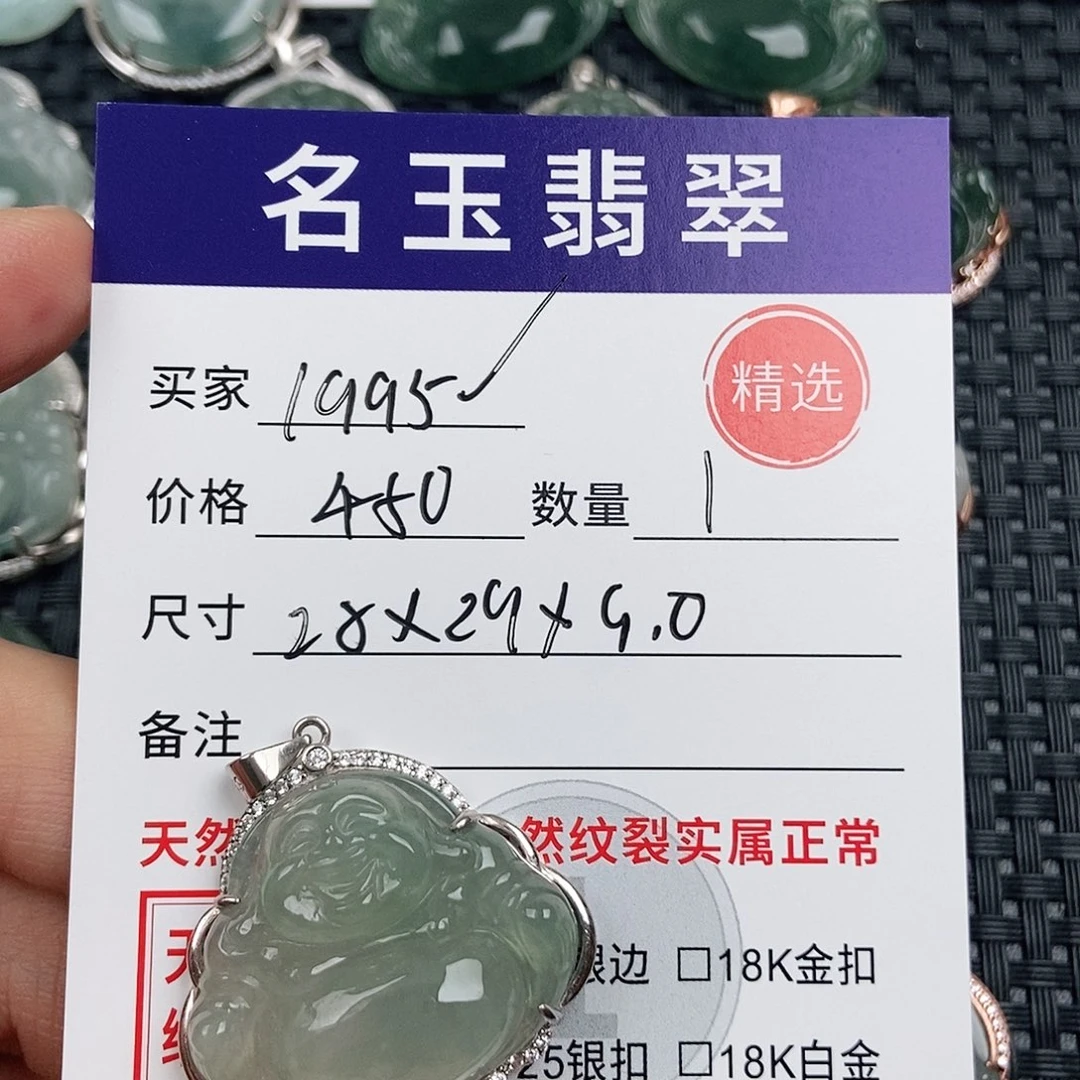 名玉翡翠
买家 1995✓
精选
价格 480 数量 1
尺寸 28X29X9.0
备注
天然 然纹裂实属正常
天 银边 □18K金扣
25银扣 □18K白金